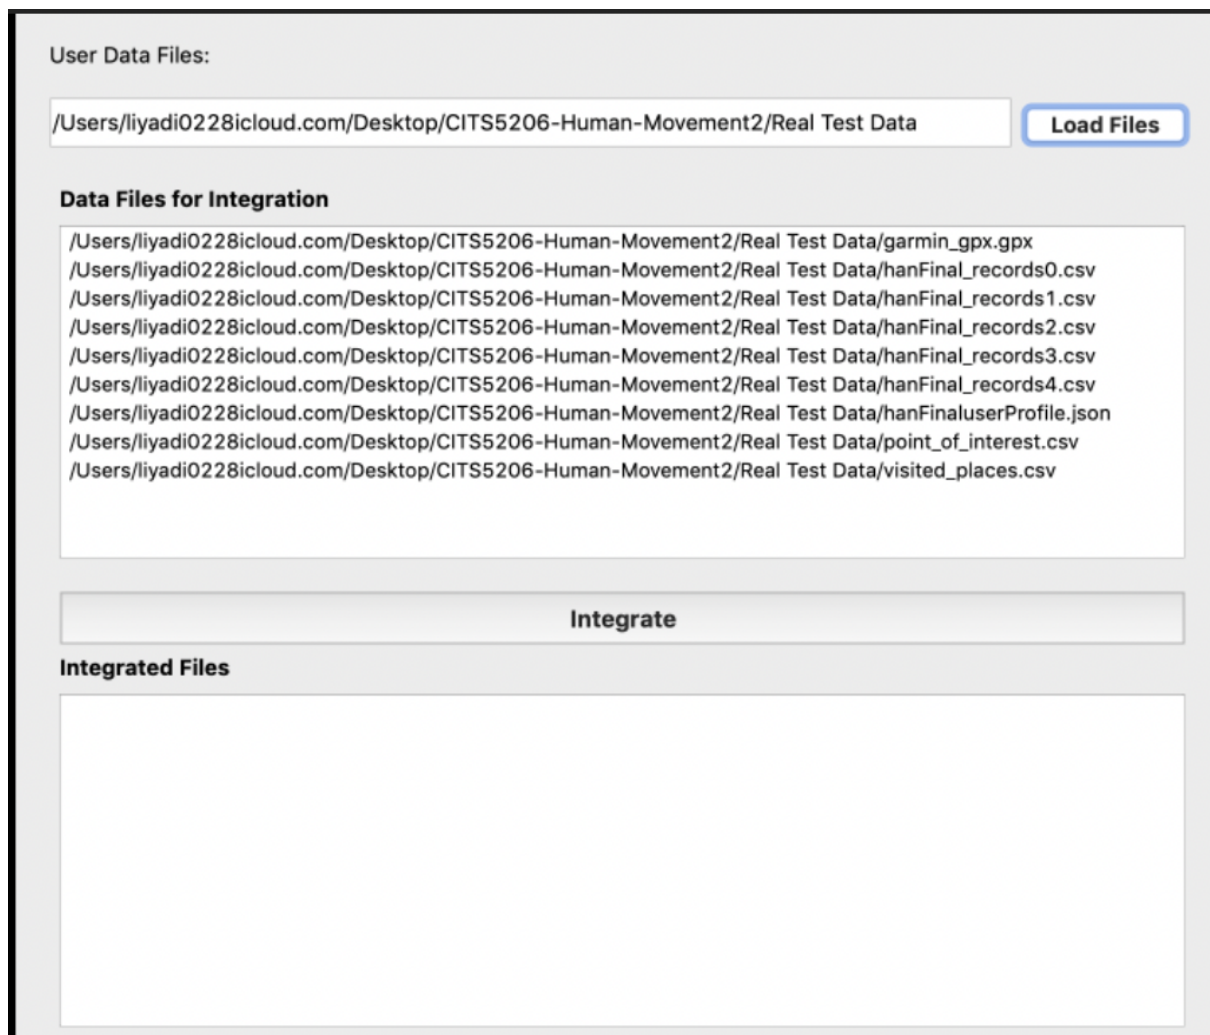 User Data Files:
/Users/liyadi0228icloud.com/Desktop/CITS5206-Human-Movement2/Real Test Data
Load Files
Data Files for Integration
/Users/liyadi0228icloud.com/Desktop/CITS5206-Human-Movement2/Real Test Data/garmin_gpx.gpx
/Users/liyadi0228icloud.com/Desktop/CITS5206-Human-Movement2/Real Test Data/hanFinal_records0.csv
/Users/liyadi0228icloud.com/Desktop/CITS5206-Human-Movement2/Real Test Data/hanFinal_records1.csv
/Users/liyadi0228icloud.com/Desktop/CITS5206-Human-Movement2/Real Test Data/hanFinal_records2.csv
/Users/liyadi0228icloud.com/Desktop/CITS5206-Human-Movement2/Real Test Data/hanFinal_records3.csv
/Users/liyadi0228icloud.com/Desktop/CITS5206-Human-Movement2/Real Test Data/hanFinal_records4.csv
/Users/liyadi0228icloud.com/Desktop/CITS5206-Human-Movement2/Real Test Data/hanFinaluserProfile.json
/Users/liyadi0228icloud.com/Desktop/CITS5206-Human-Movement2/Real Test Data/point_of_interest.csv
/Users/liyadi0228icloud.com/Desktop/CITS5206-Human-Movement2/Real Test Data/visited_places.csv
Integrate
Integrated Files